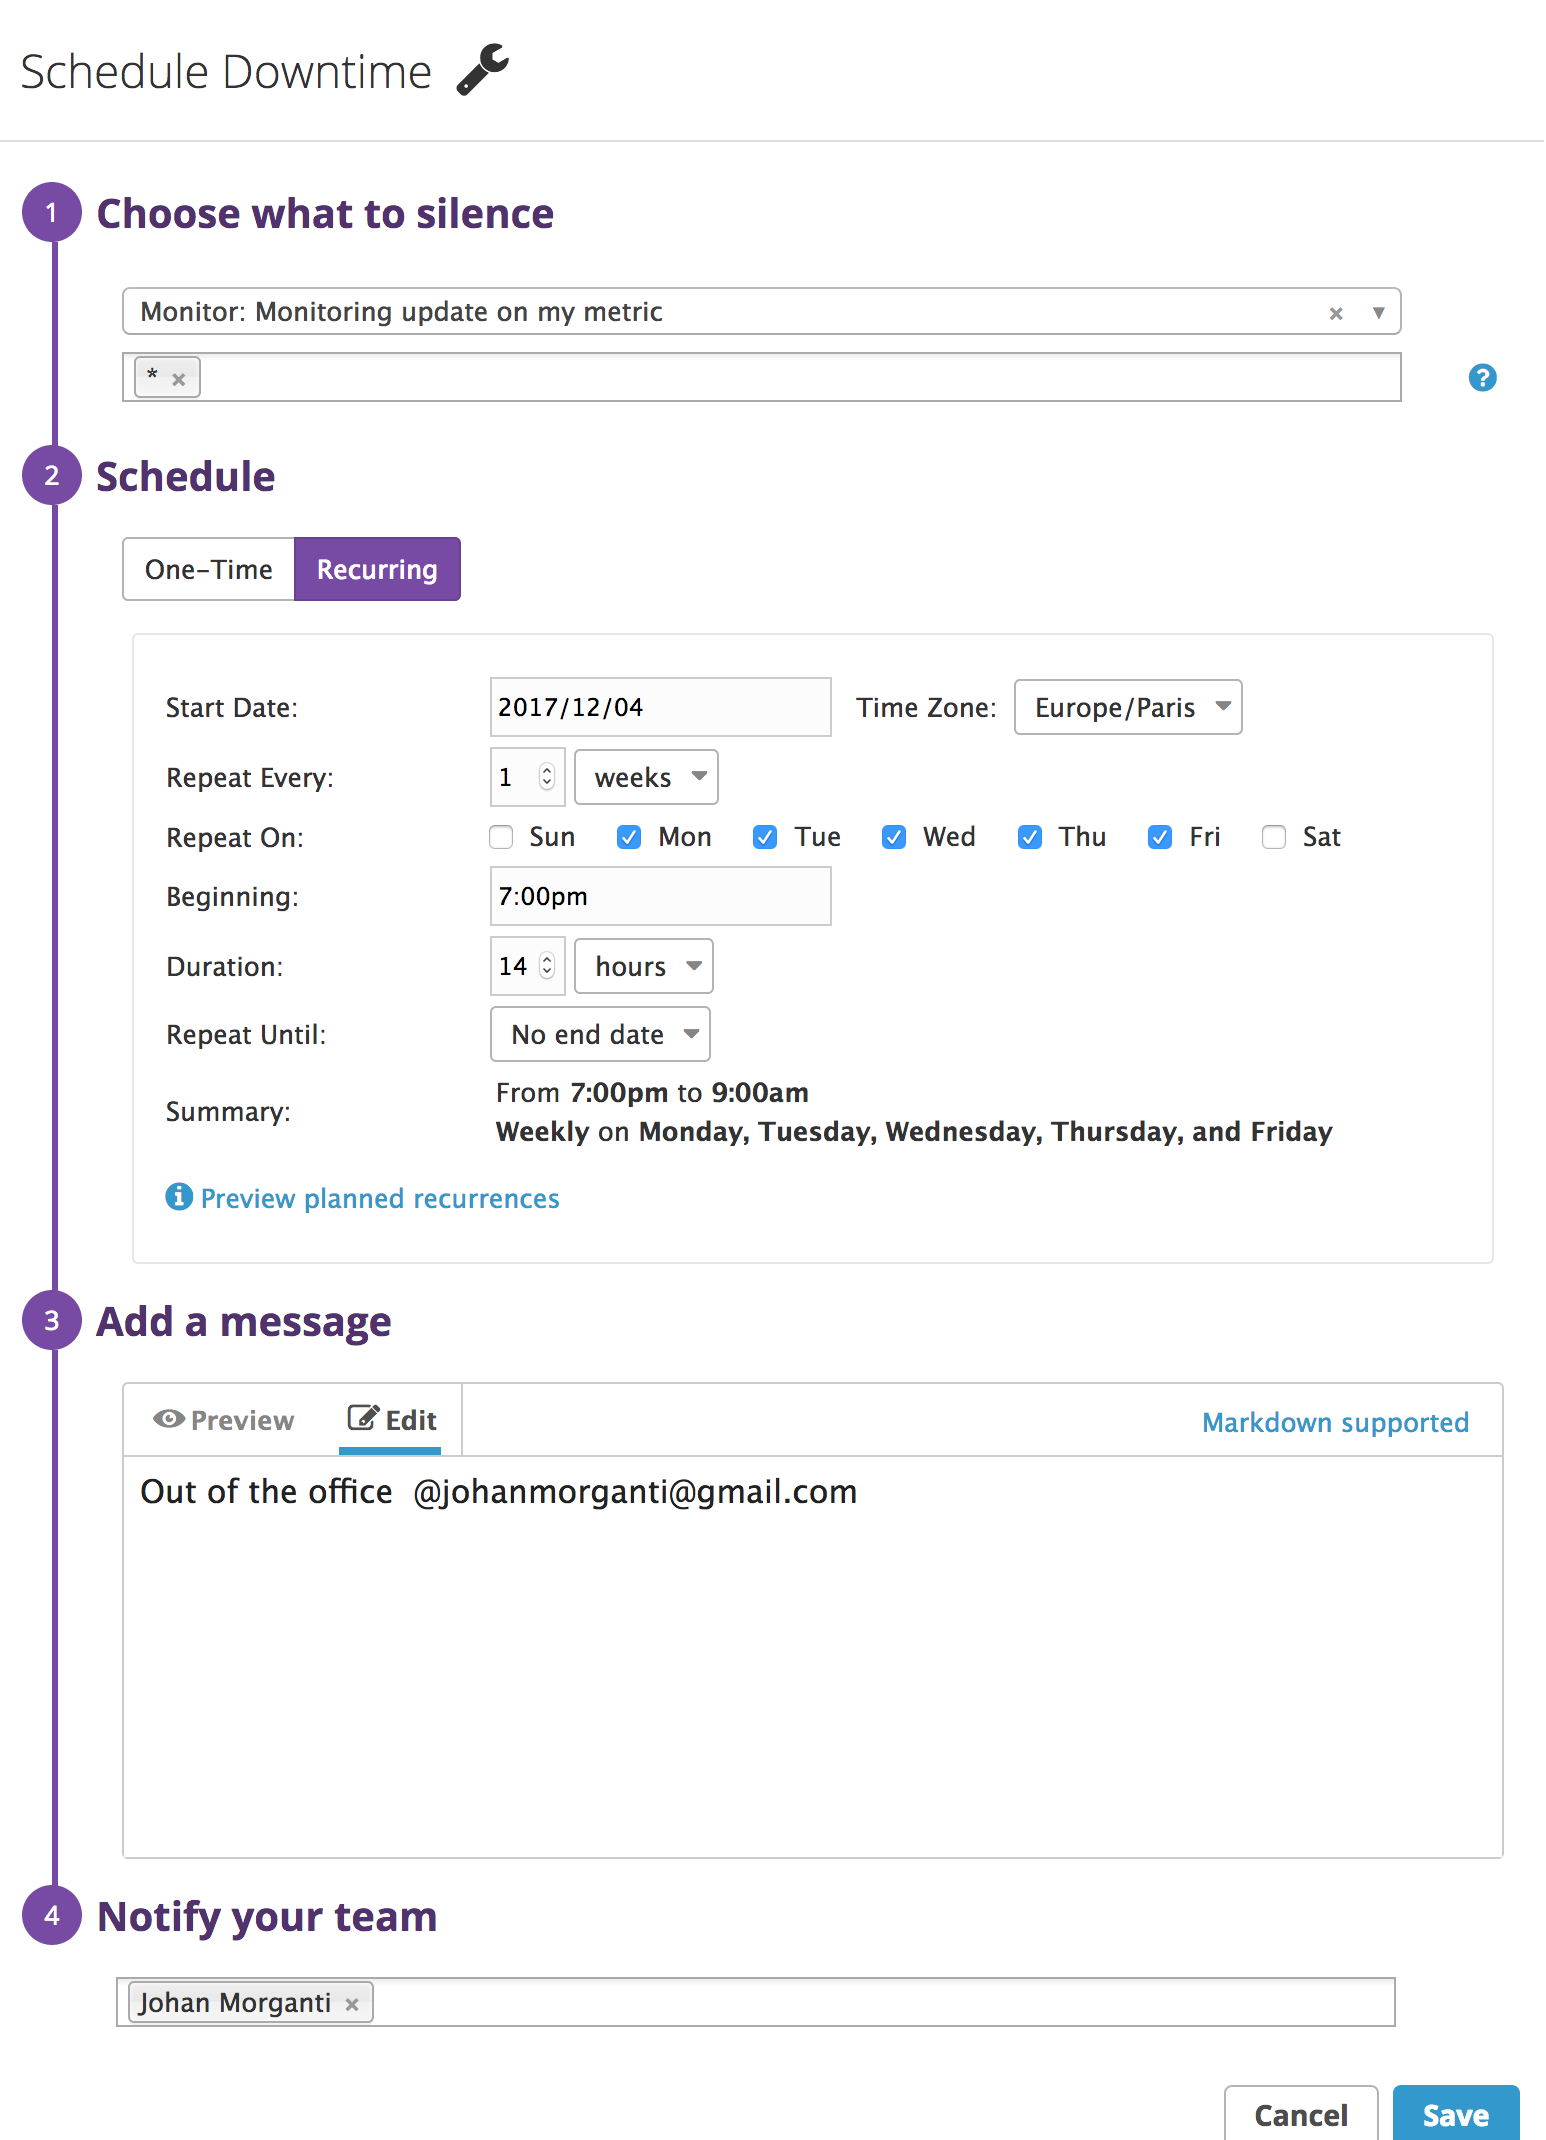 Schedule Downtime
1 Choose what to silence
Monitor: Monitoring update on my metric × ▼
* × ?
2 Schedule
One-Time Recurring
Start Date: 2017/12/04 Time Zone: Europe/Paris
Repeat Every: 1 weeks
Repeat On: Sun Mon Tue Wed Thu Fri Sat
Beginning: 7:00pm
Duration: 14 hours
Repeat Until: No end date
From 7:00pm to 9:00am
Summary:
Weekly on Monday, Tuesday, Wednesday, Thursday, and Friday
Preview planned recurrences
3 Add a message
Preview Edit Markdown supported
Out of the office @johanmorganti@gmail.com
4 Notify your team
Johan Morganti ×
Cancel Save